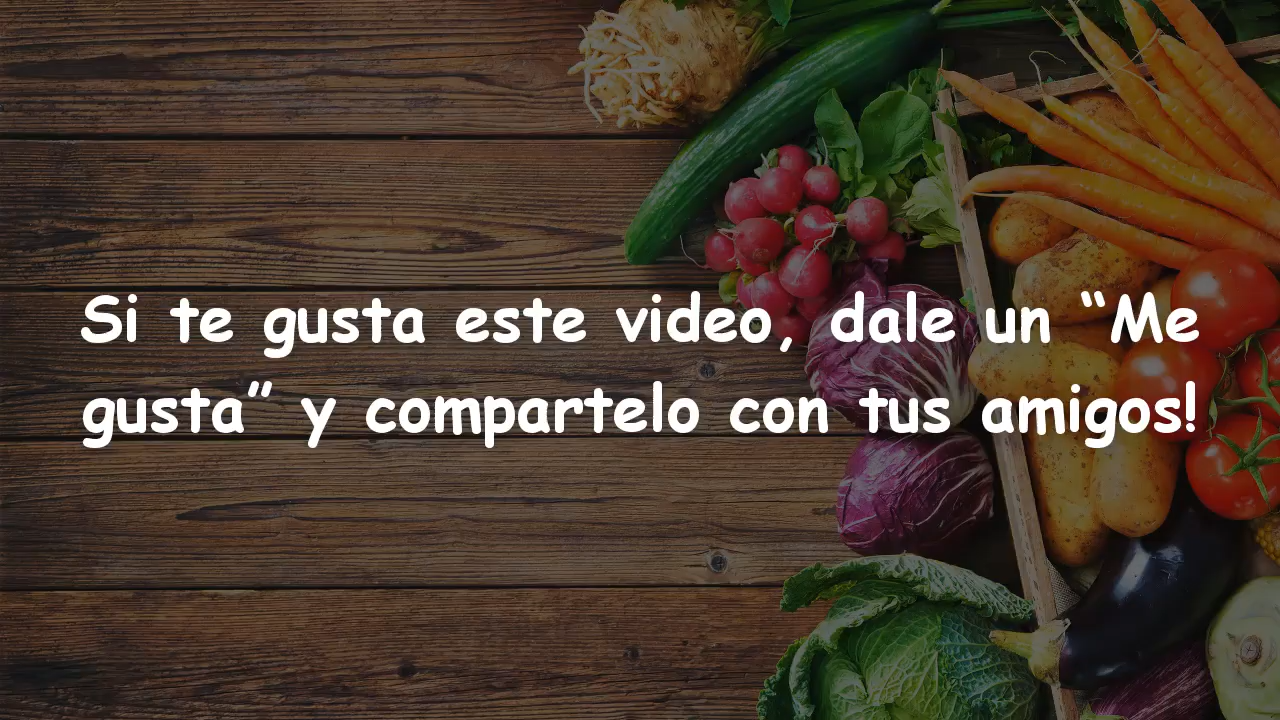 Si te gusta este video, dale un “Me
gusta” y compartelo con tus amigos!